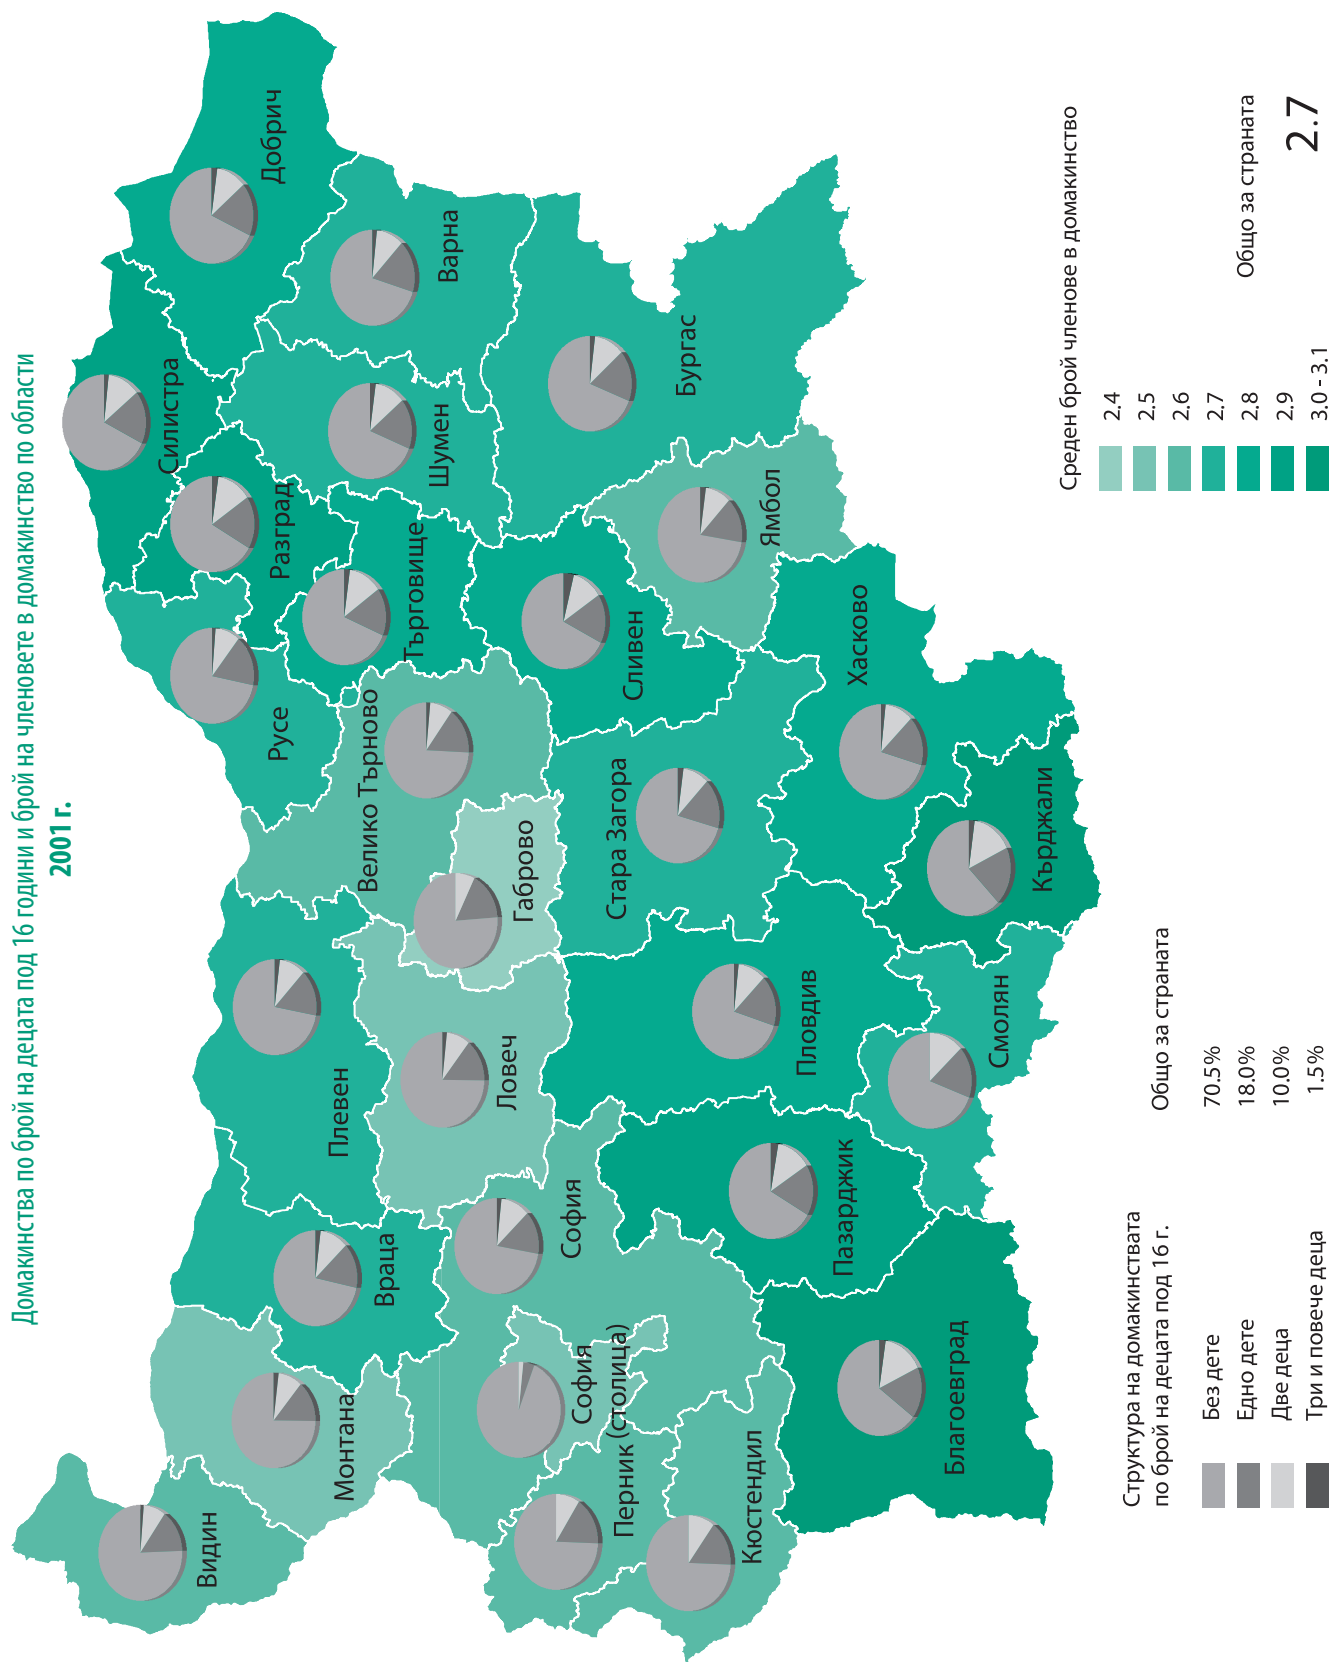 Домакинства по брой на децата под 16 години и брой на членовете в домакинство по области
2001 г.
Видин
Монтана
Враца
Плевен
Велико Търново
Русе
Разград
Силистра
Добрич
Търговище
Шумен
Варна
Ловеч
Габрово
София
София
(столица)
Перник
Кюстендил
Сливен
Бургас
Ямбол
Стара Загора
Пловдив
Пазарджик
Благоевград
Смолян
Хасково
Кърджали
Структура на домакинствата
по брой на децата под 16 г.
Общо за страната
Без дете 70.5%
Едно дете 18.0%
Две деца 10.0%
Три и повече деца 1.5%
Среден брой членове в домакинство
2.4
2.5
2.6
2.7
2.8
2.9
3.0 - 3.1
Общо за страната
2.7